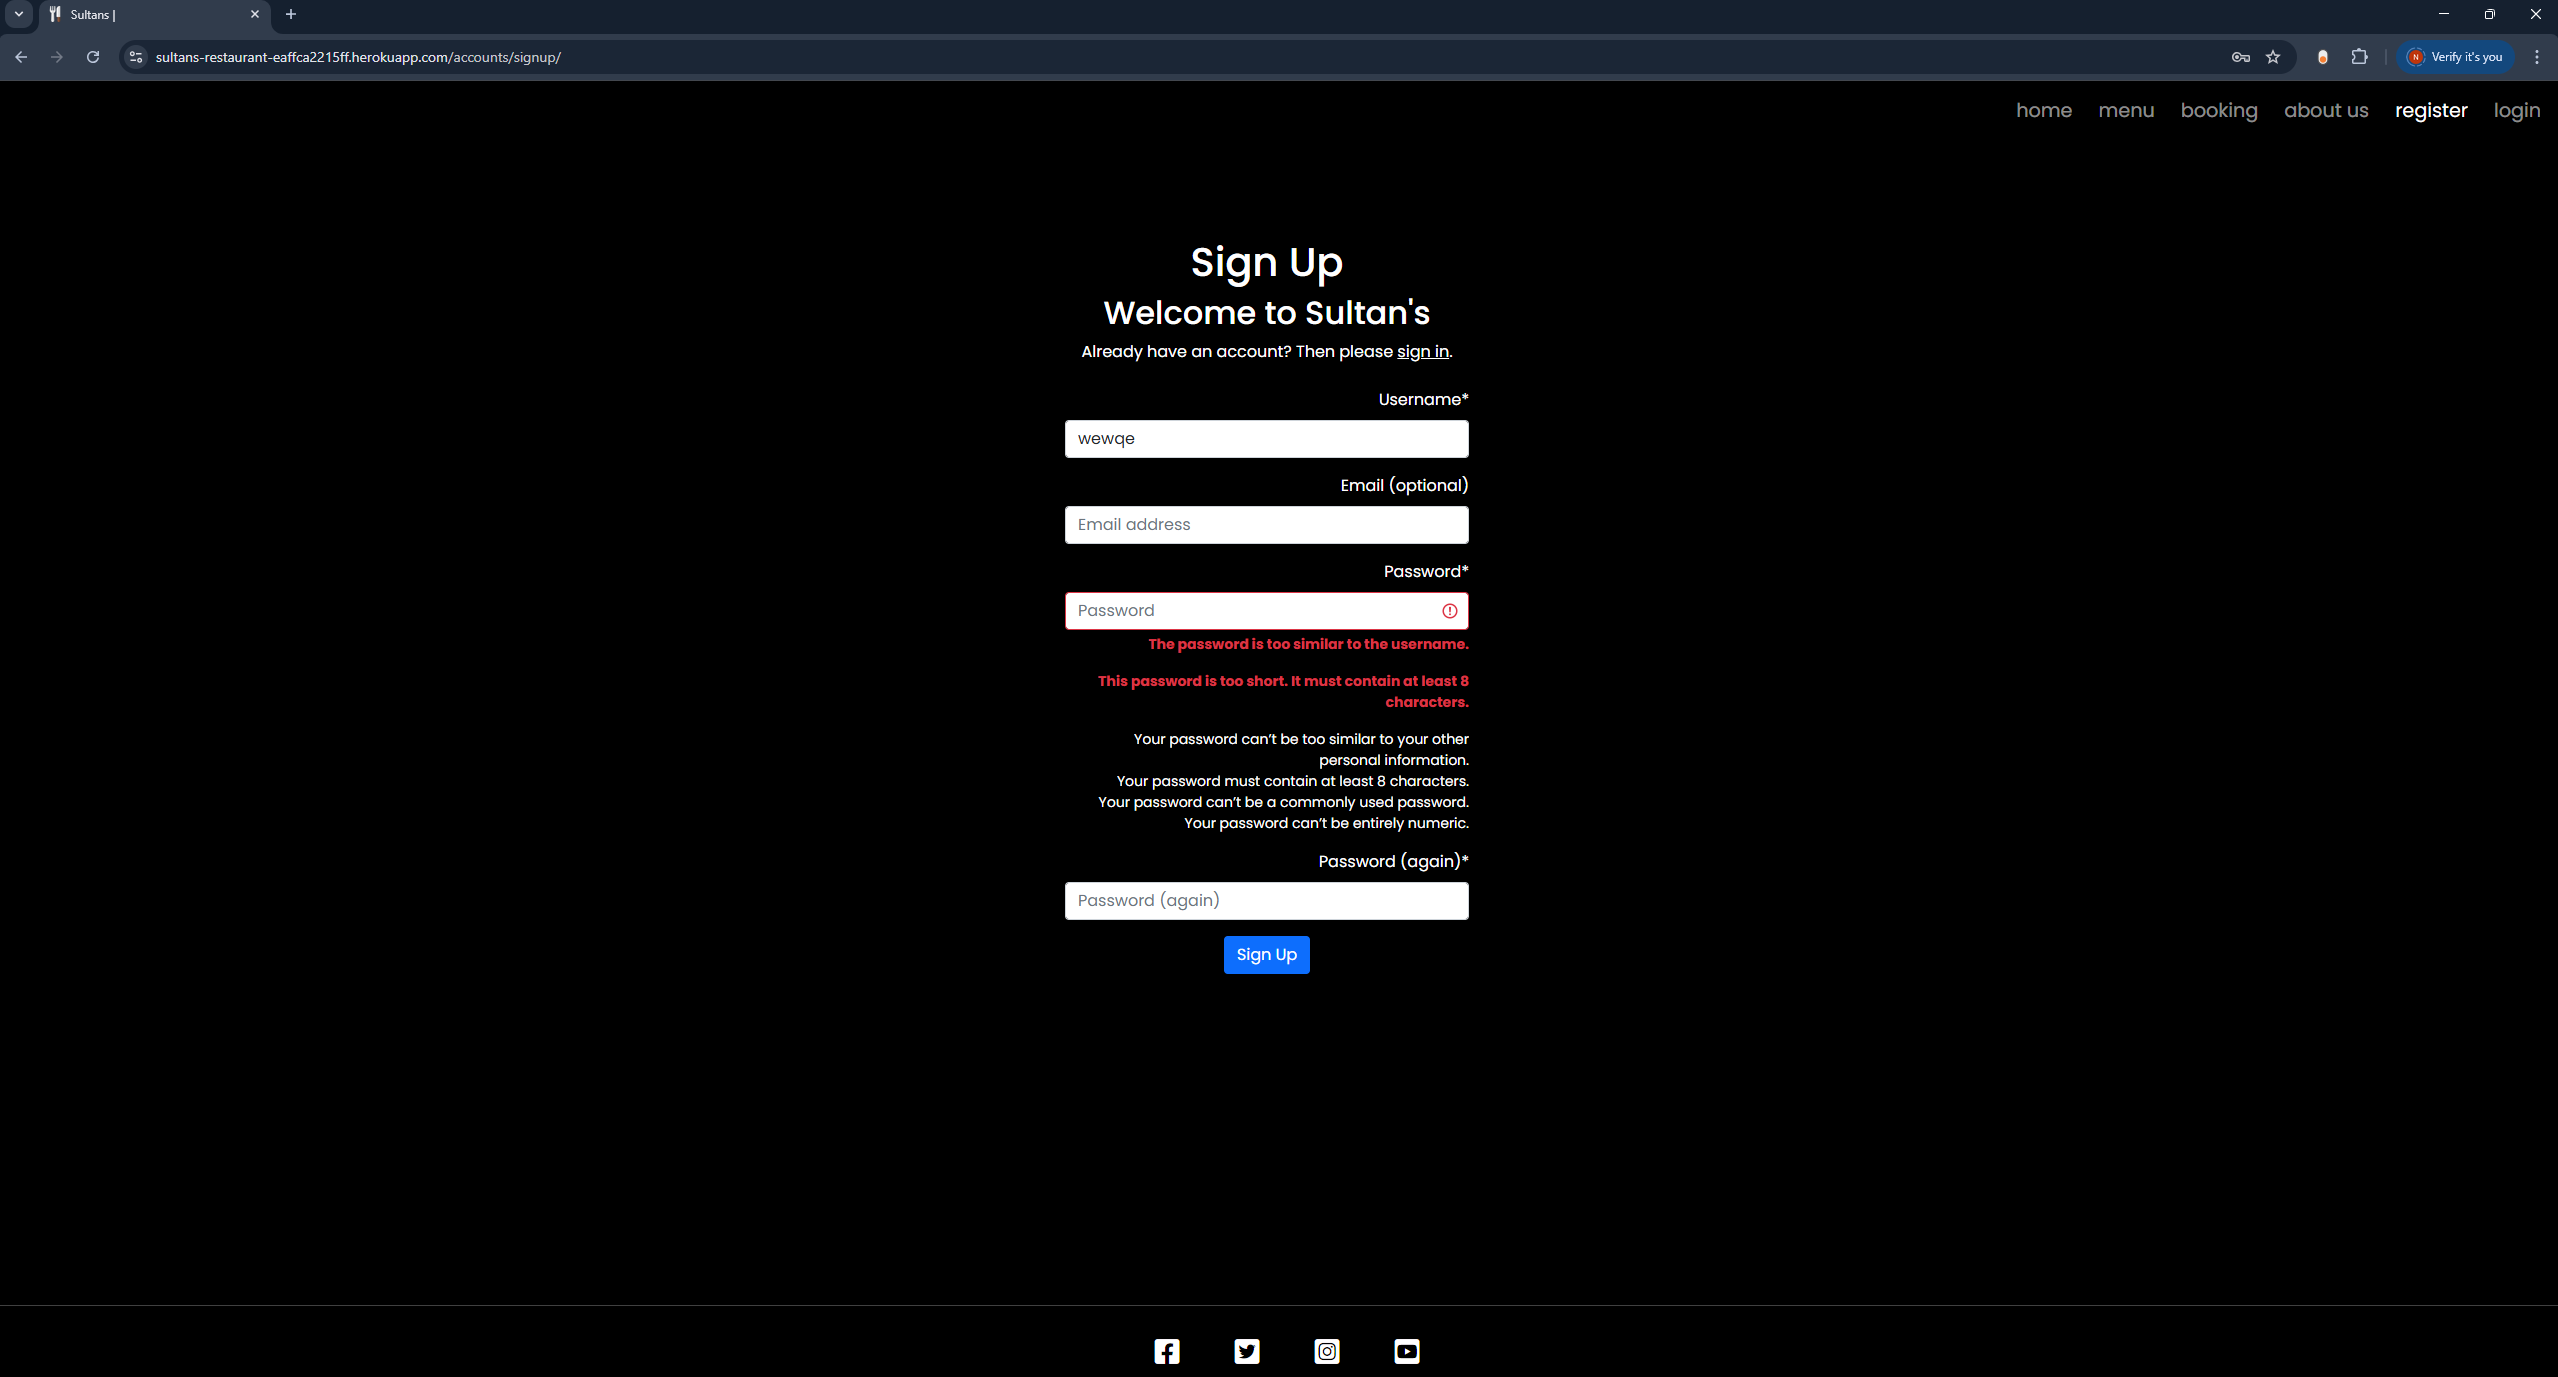 Sultans |
sultans-restaurant-eaffca2215ff.herokuapp.com/accounts/signup/
N Verify it's you
home menu booking about us register login
Sign Up
Welcome to Sultan's
Already have an account? Then please sign in.
Username*
wewqe
Email (optional)
Email address
Password*
Password
The password is too similar to the username.
This password is too short. It must contain at least 8
characters.
Your password can’t be too similar to your other
personal information.
Your password must contain at least 8 characters.
Your password can’t be a commonly used password.
Your password can’t be entirely numeric.
Password (again)*
Password (again)
Sign Up